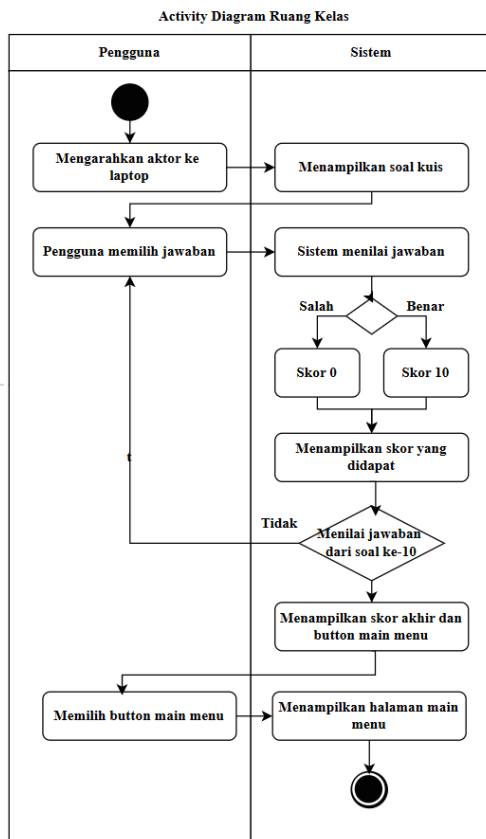 Activity Diagram Ruang Kelas
Pengguna
Sistem
Mengarahkan aktor ke
laptop
Menampilkan soal kuis
Pengguna memilih jawaban
Sistem menilai jawaban
Salah
Benar
Skor 0
Skor 10
Menampilkan skor yang
didapat
t
Tidak
Menilai jawaban
dari soal ke-10
Menampilkan skor akhir dan
button main menu
Memilih button main menu
Menampilkan halaman main
menu